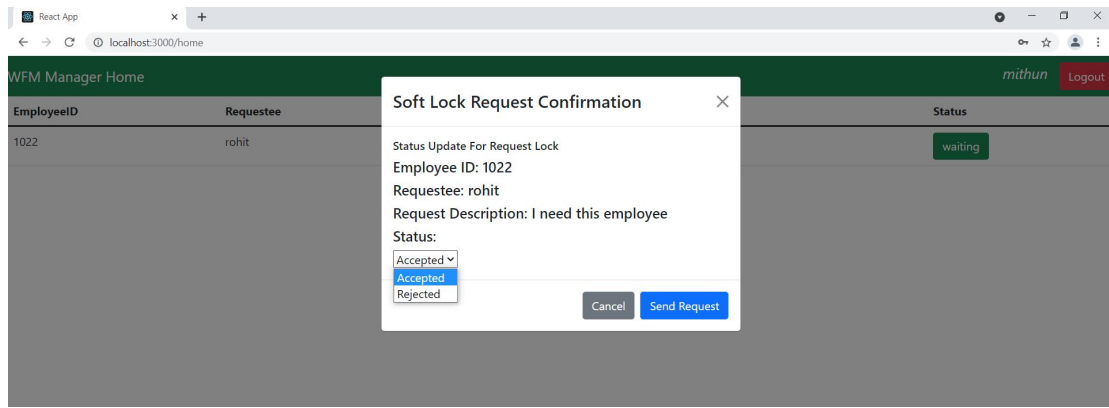 React App
localhost:3000/home
WFM Manager Home
mithun Logout
EmployeeID Requestee Status
1022 rohit waiting
Soft Lock Request Confirmation
Status Update For Request Lock
Employee ID: 1022
Requestee: rohit
Request Description: I need this employee
Status:
Accepted
Accepted
Rejected
Cancel Send Request